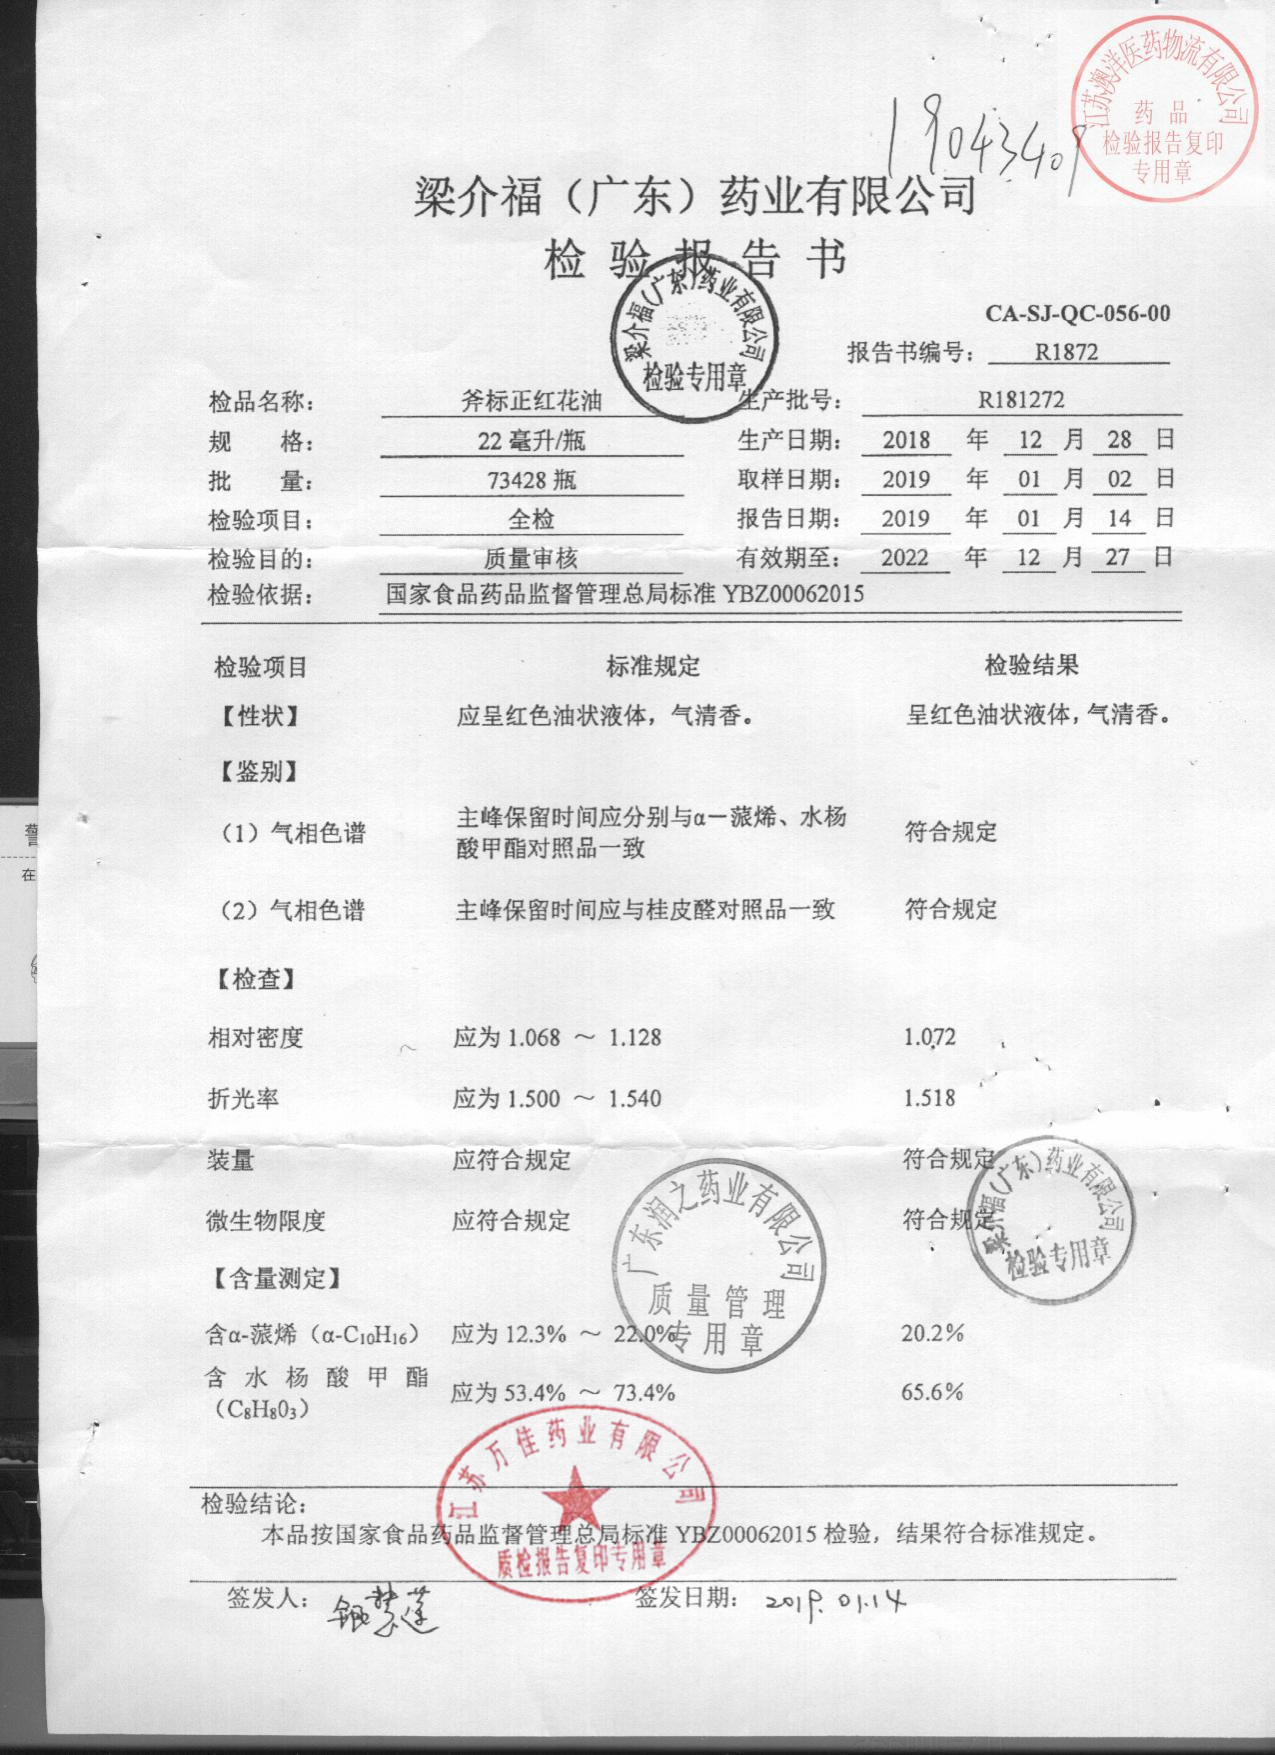 江苏澳洋医药物流有限公司
药品
检验报告复印
专用章
19043409
梁介福（广东）药业有限公司
检验报告书
梁介福(广东)药业有限公司
检验专用章
CA-SJ-QC-056-00
报告书编号： R1872
检品名称： 斧标正红花油 生产批号： R181272
规 格： 22 毫升/瓶 生产日期： 2018 年 12 月 28 日
批 量： 73428 瓶 取样日期： 2019 年 01 月 02 日
检验项目： 全检 报告日期： 2019 年 01 月 14 日
检验目的： 质量审核 有效期至： 2022 年 12 月 27 日
检验依据： 国家食品药品监督管理总局标准 YBZ00062015
检验项目 标准规定 检验结果
【性状】 应呈红色油状液体，气清香。 呈红色油状液体，气清香。
【鉴别】
（1）气相色谱 主峰保留时间应分别与α－蒎烯、水杨 符合规定
酸甲酯对照品一致
（2）气相色谱 主峰保留时间应与桂皮醛对照品一致 符合规定
【检查】
相对密度 应为 1.068 ～ 1.128 1.072
折光率 应为 1.500 ～ 1.540 1.518
装量 应符合规定 符合规定
微生物限度 应符合规定 符合规定
梁介福(广东)药业有限公司
检验专用章
广东润之药业有限公司
质量管理
专用章
【含量测定】
含α-蒎烯（α-C₁₀H₁₆） 应为 12.3% ～ 22.0% 20.2%
含水杨酸甲酯 应为 53.4% ～ 73.4% 65.6%
（C₈H₈O₃）
江苏万佳药业有限公司
质检报告复印专用章
检验结论：
本品按国家食品药品监督管理总局标准 YBZ00062015 检验，结果符合标准规定。
签发人： 签发日期： 2019.01.14
警
在